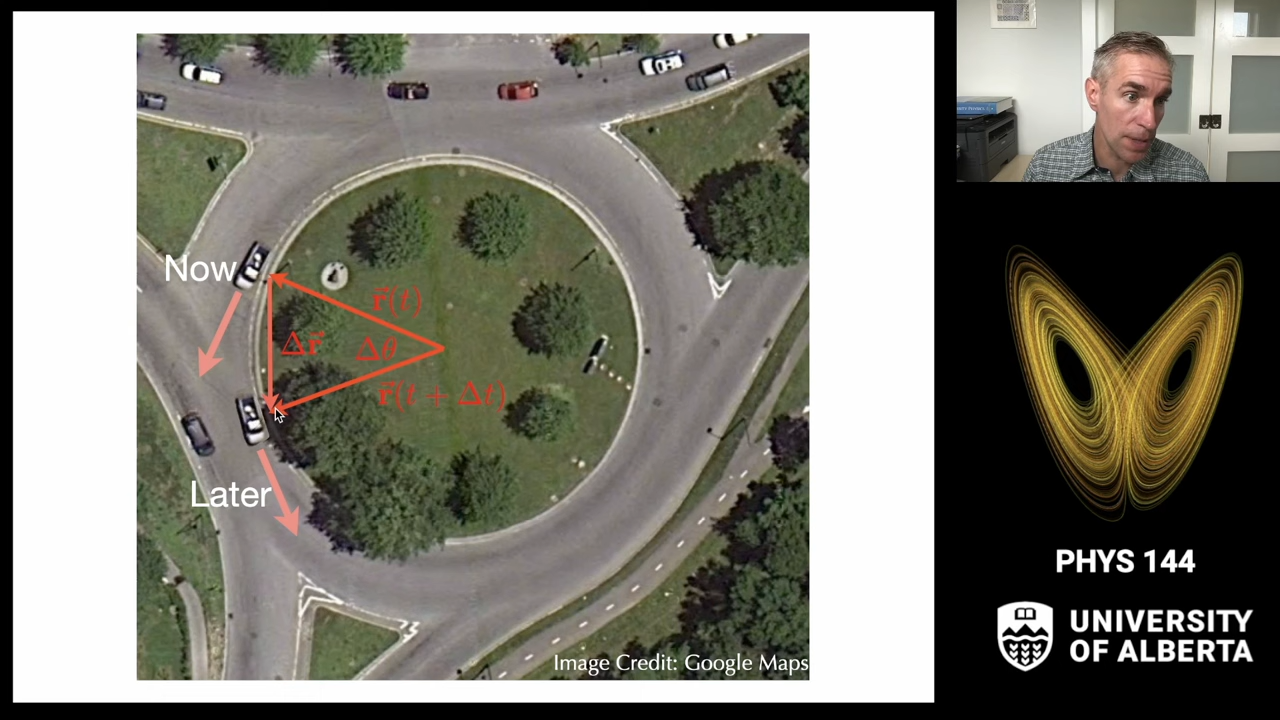 Now
r⃗(t)
Δr⃗
Δθ
r⃗(t + Δt)
Later
Image Credit: Google Maps
PHYS 144
UNIVERSITY
OF ALBERTA